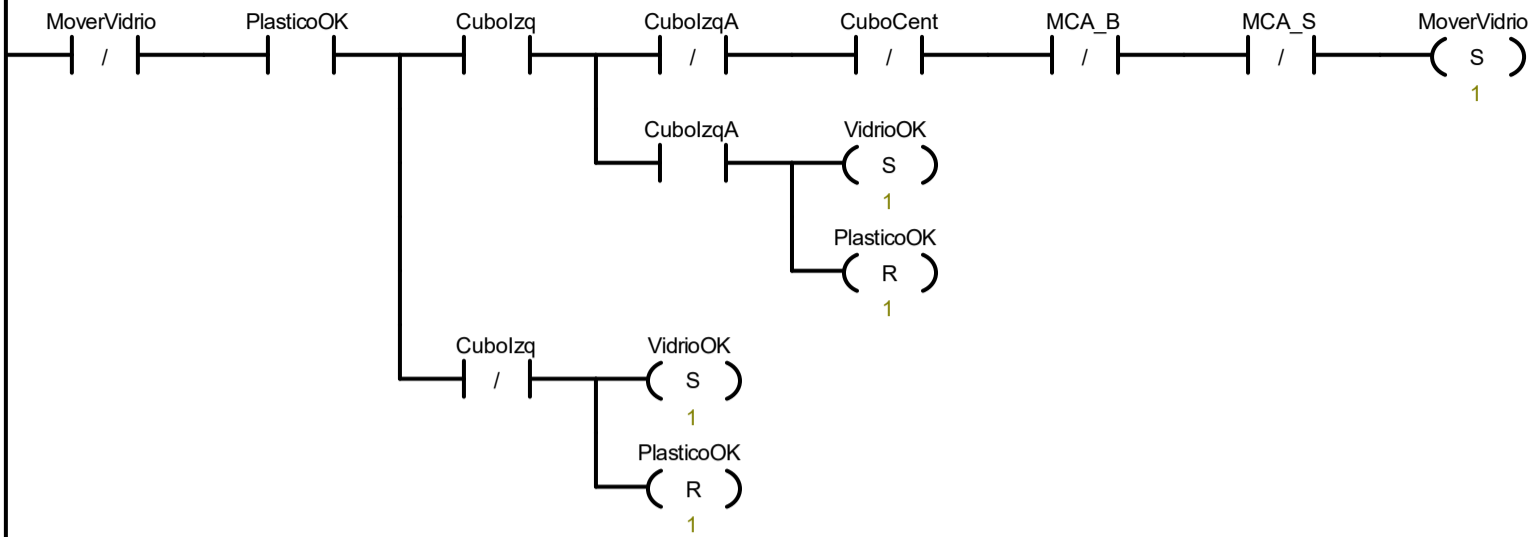 MoverVidrio PlasticoOK CuboIzq CuboIzqA CuboCent MCA_B MCA_S MoverVidrio
/ / / / / S
1
CuboIzqA VidrioOK
S
1
PlasticoOK
R
1
CuboIzq VidrioOK
/ S
1
PlasticoOK
R
1